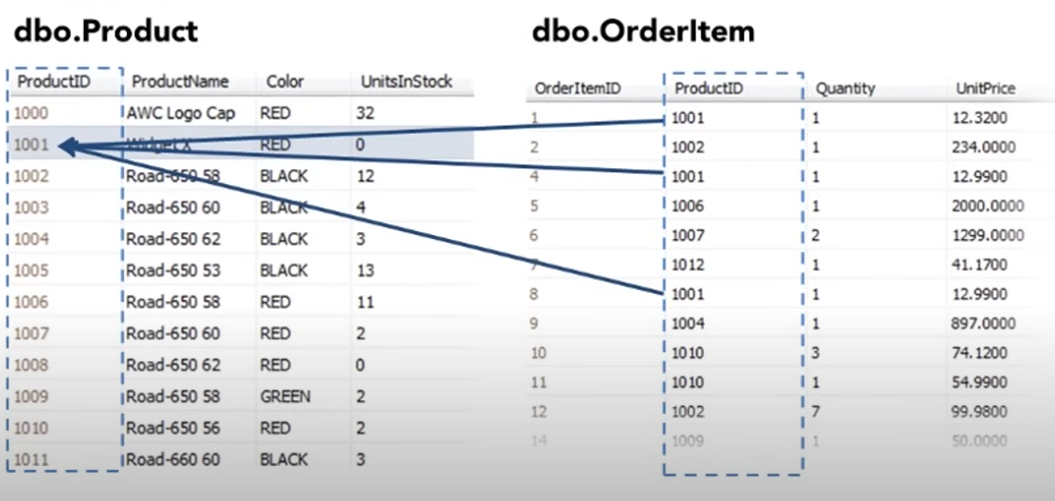 dbo.Product
ProductID ProductName Color UnitsInStock
1000 AWC Logo Cap RED 32
1001 Widget X RED 0
1002 Road-650 58 BLACK 12
1003 Road-650 60 BLACK 4
1004 Road-650 62 BLACK 3
1005 Road-650 53 BLACK 13
1006 Road-650 58 RED 11
1007 Road-650 60 RED 2
1008 Road-650 62 RED 0
1009 Road-650 58 GREEN 2
1010 Road-650 56 RED 2
1011 Road-660 60 BLACK 3
dbo.OrderItem
OrderItemID ProductID Quantity UnitPrice
1 1001 1 12.3200
2 1002 1 234.0000
4 1001 1 12.9900
5 1006 1 2000.0000
6 1007 2 1299.0000
7 1012 1 41.1700
8 1001 1 12.9900
9 1004 1 897.0000
10 1010 3 74.1200
11 1010 1 54.9900
12 1002 7 99.9800
14 1009 1 50.0000